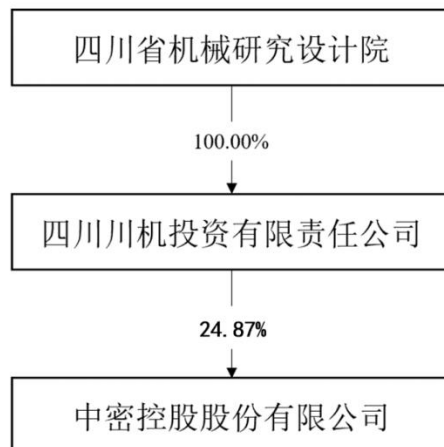 四川省机械研究设计院
100.00%
四川川机投资有限责任公司
24.87%
中密控股股份有限公司